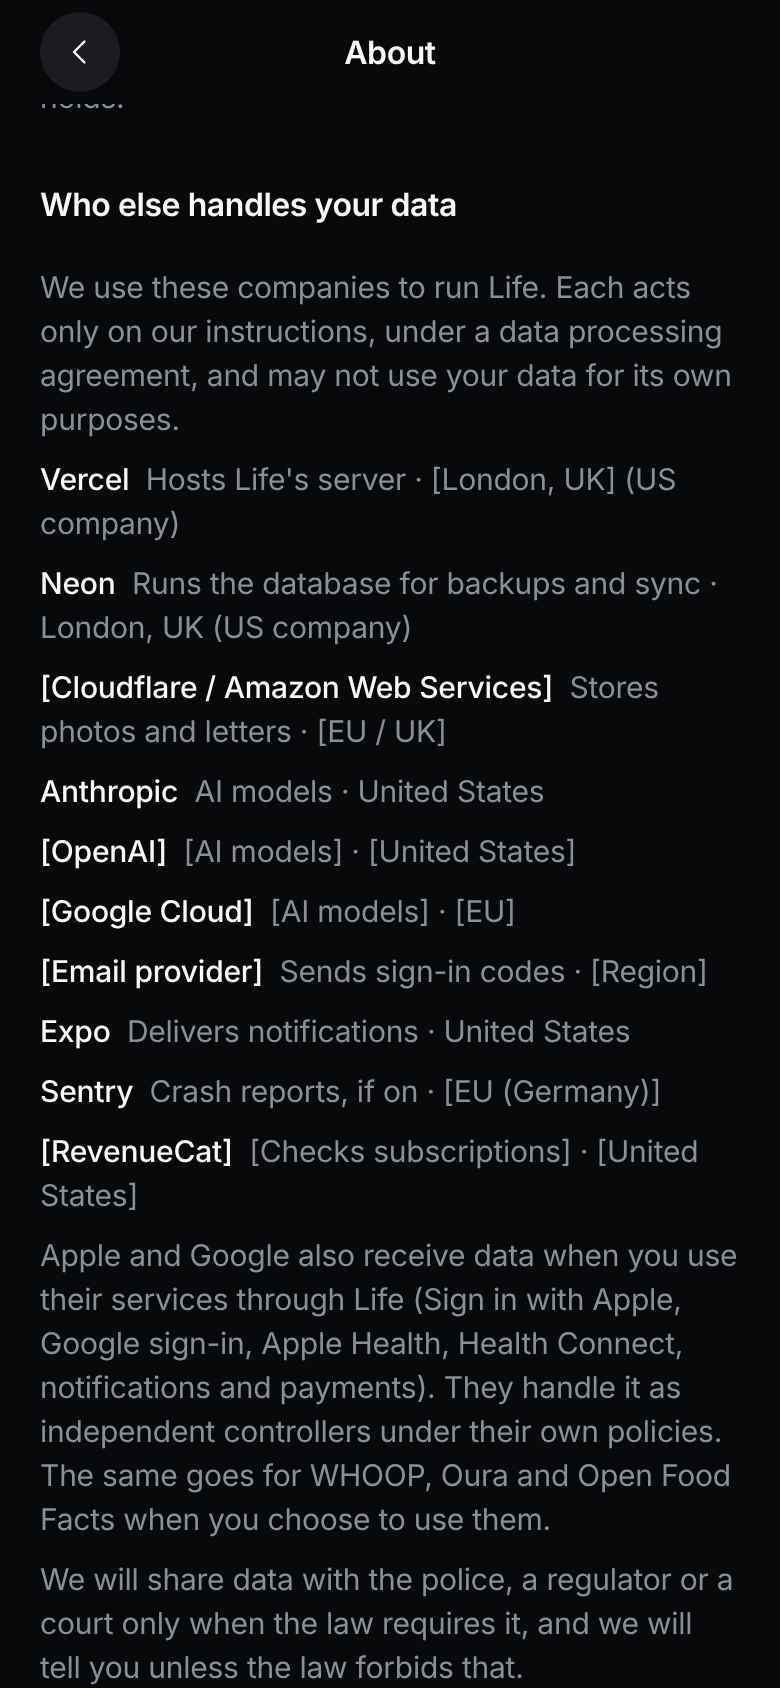 About
holds.
Who else handles your data
We use these companies to run Life. Each acts
only on our instructions, under a data processing
agreement, and may not use your data for its own
purposes.
Vercel Hosts Life's server · [London, UK] (US
company)
Neon Runs the database for backups and sync ·
London, UK (US company)
[Cloudflare / Amazon Web Services] Stores
photos and letters · [EU / UK]
Anthropic AI models · United States
[OpenAI] [AI models] · [United States]
[Google Cloud] [AI models] · [EU]
[Email provider] Sends sign-in codes · [Region]
Expo Delivers notifications · United States
Sentry Crash reports, if on · [EU (Germany)]
[RevenueCat] [Checks subscriptions] · [United
States]
Apple and Google also receive data when you use
their services through Life (Sign in with Apple,
Google sign-in, Apple Health, Health Connect,
notifications and payments). They handle it as
independent controllers under their own policies.
The same goes for WHOOP, Oura and Open Food
Facts when you choose to use them.
We will share data with the police, a regulator or a
court only when the law requires it, and we will
tell you unless the law forbids that.